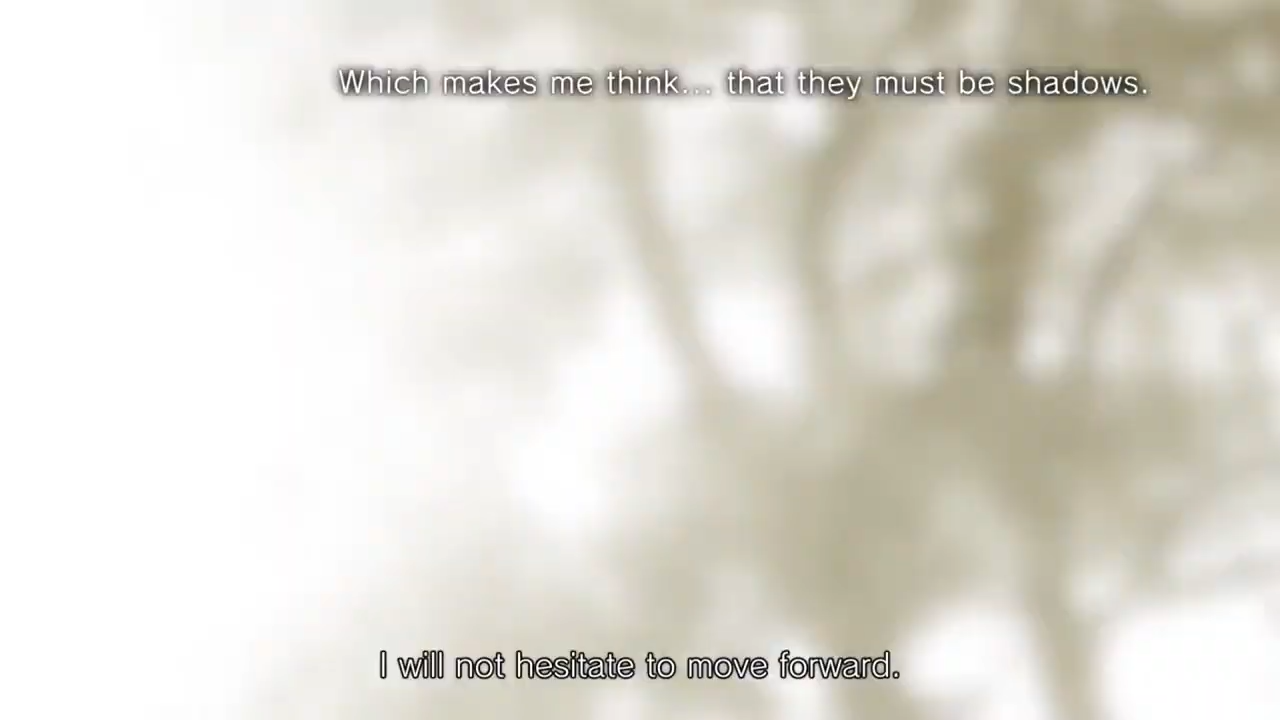 Which makes me think... that they must be shadows.
I will not hesitate to move forward.